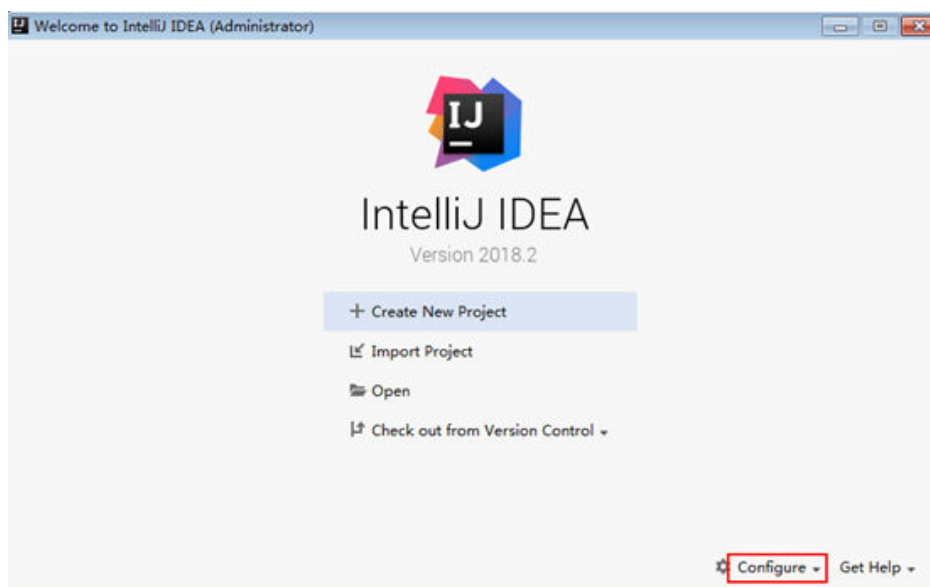 Welcome to IntelliJ IDEA (Administrator)
IJ
IntelliJ IDEA
Version 2018.2
Create New Project
Import Project
Open
Check out from Version Control
Configure Get Help